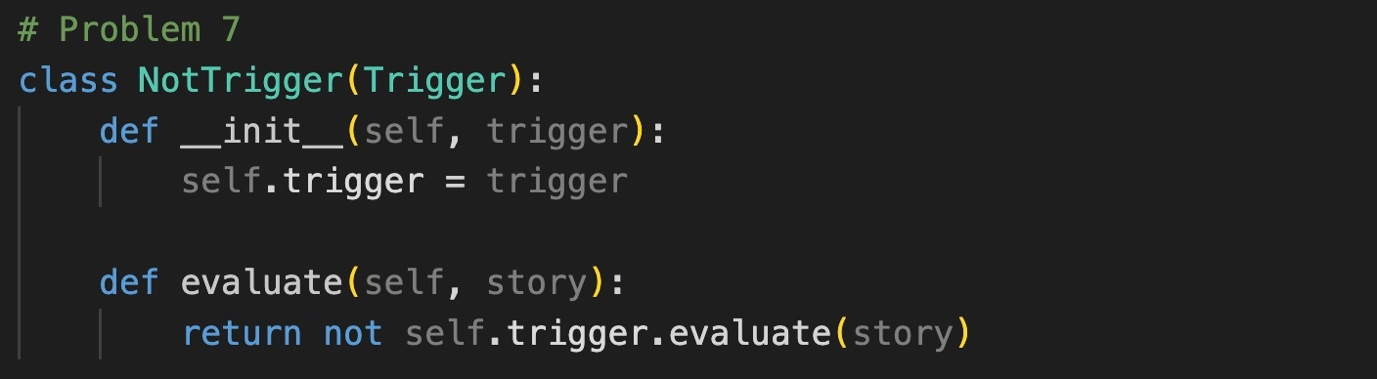 # Problem 7
class NotTrigger(Trigger):
    def __init__(self, trigger):
        self.trigger = trigger

    def evaluate(self, story):
        return not self.trigger.evaluate(story)